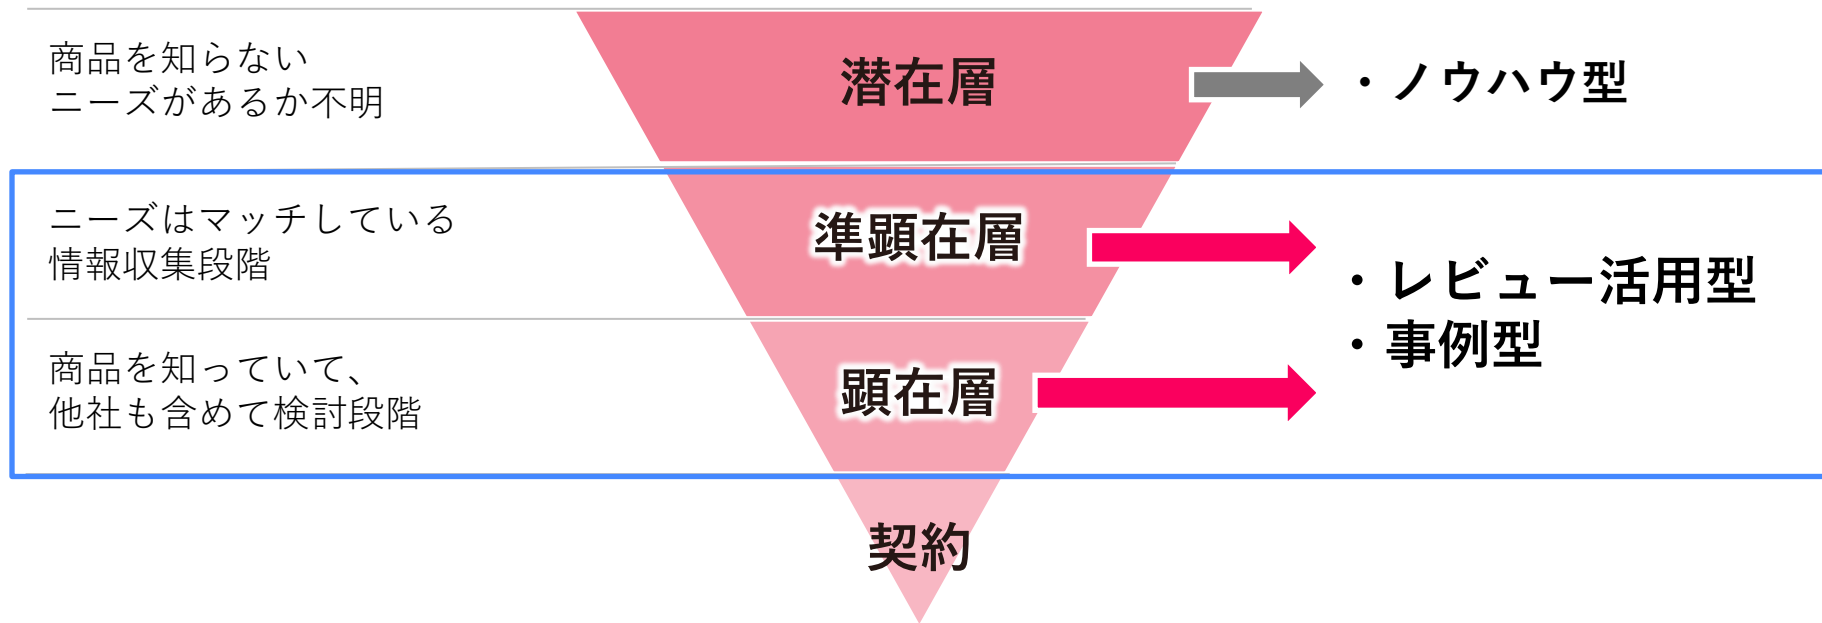 商品を知らない
ニーズがあるか不明
潜在層
・ノウハウ型
ニーズはマッチしている
情報収集段階
準顕在層
・レビュー活用型
・事例型
商品を知っていて、
他社も含めて検討段階
顕在層
契約